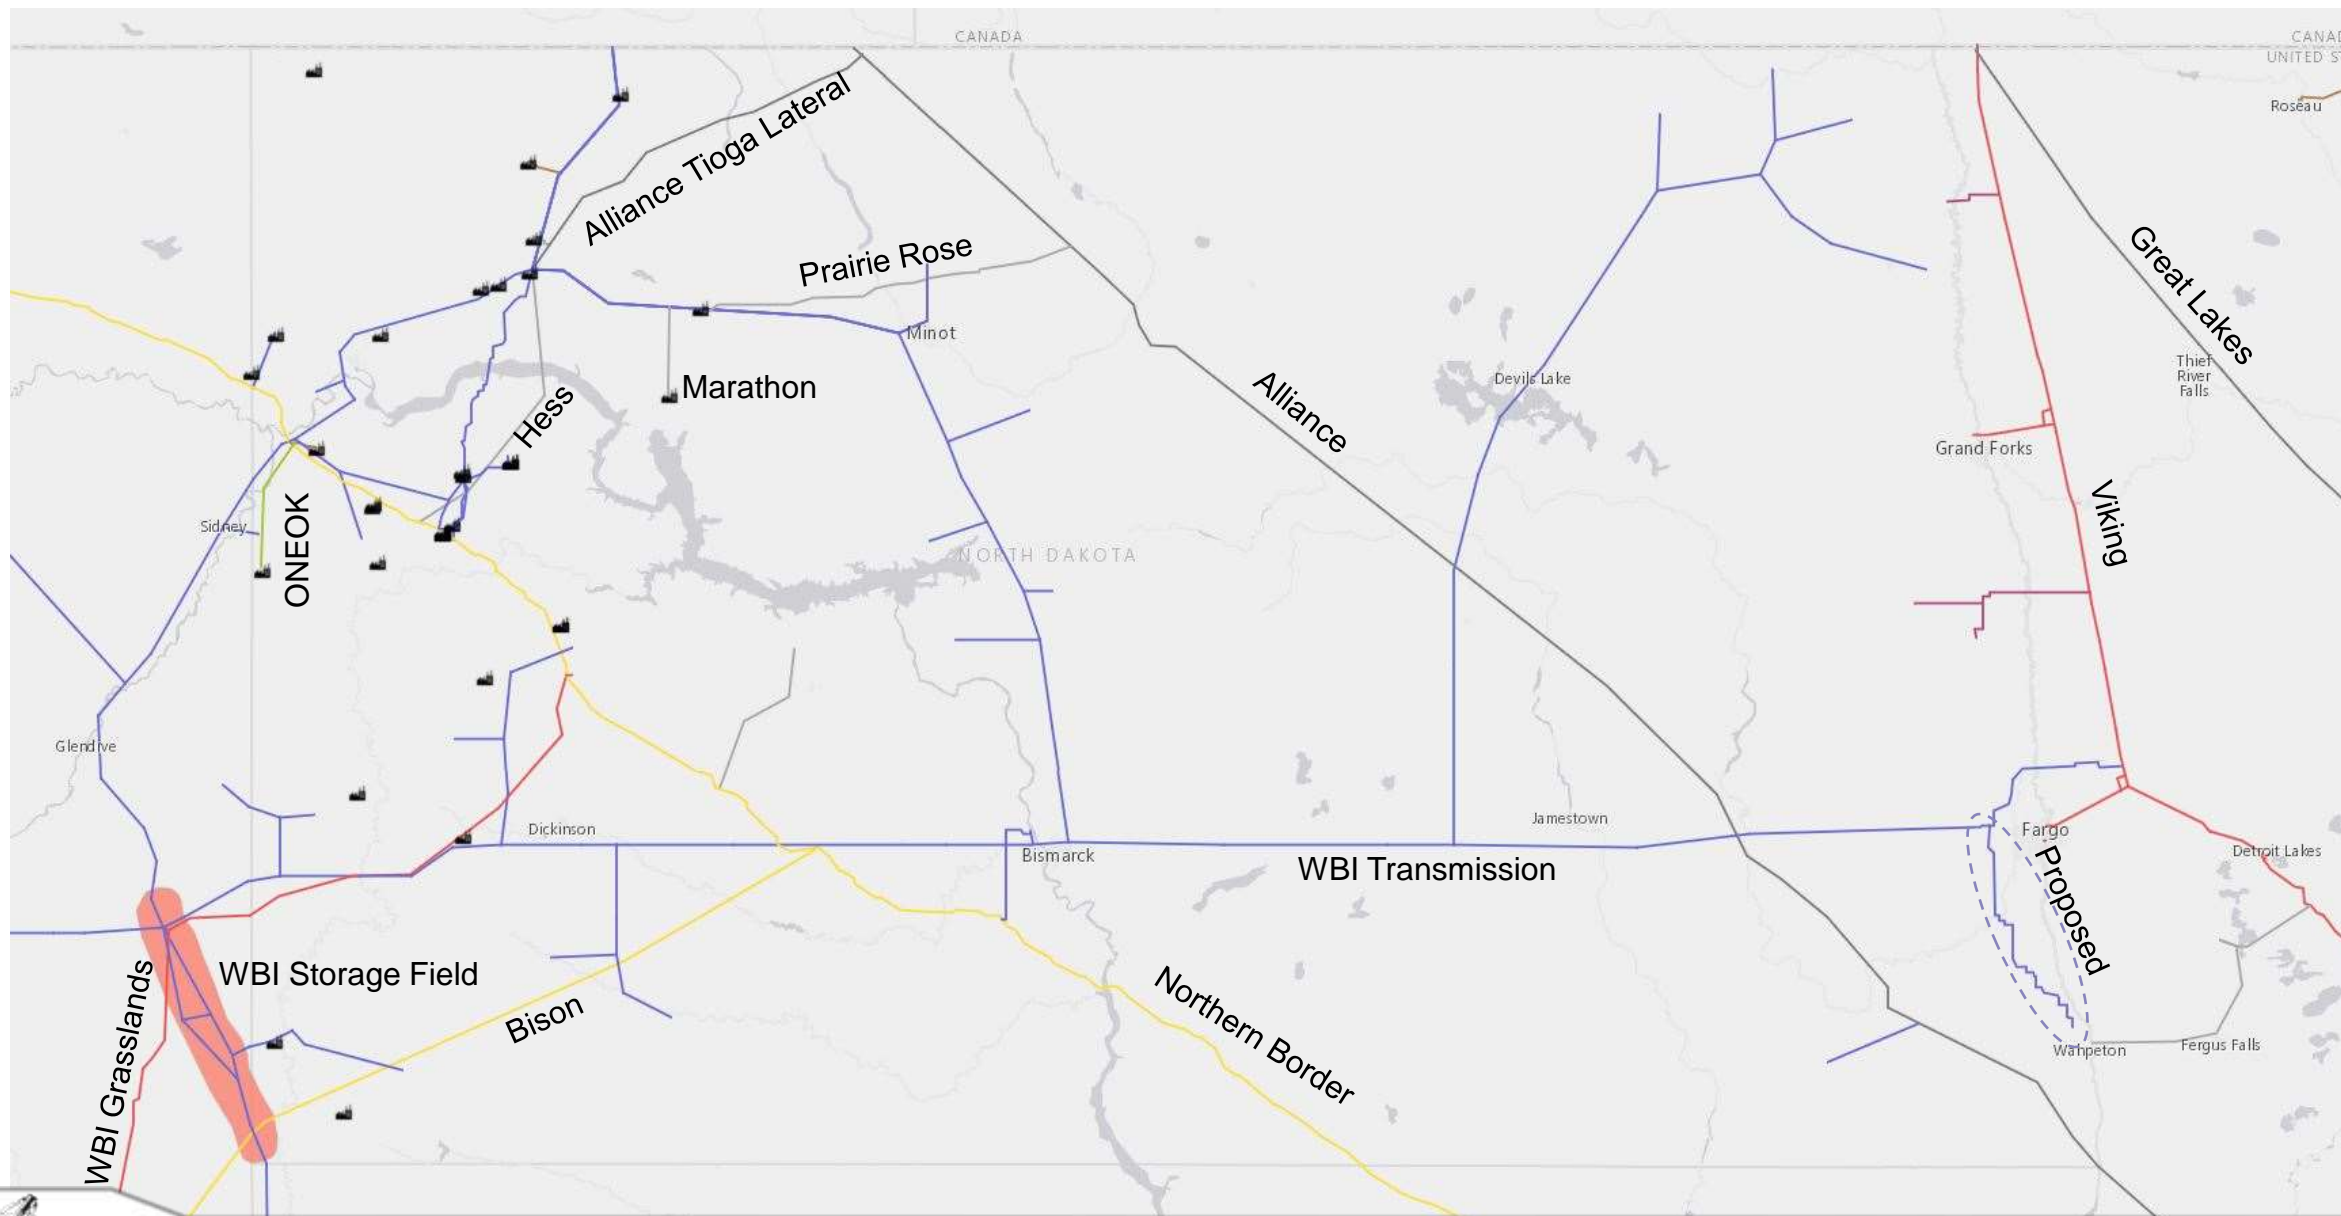 CANADA
CANAD
UNITED S
Roseau
Alliance Tioga Lateral
Prairie Rose
Great Lakes
Minot
Marathon
Hess
Alliance
Devils Lake
Thief
River
Falls
Grand Forks
Viking
Sidney
ONEOK
NORTH DAKOTA
Glendive
Dickinson
Bismarck
WBI Transmission
Jamestown
Fargo
Detroit Lakes
Proposed
WBI Storage Field
WBI Grasslands
Bison
Northern Border
Wahpeton
Fergus Falls